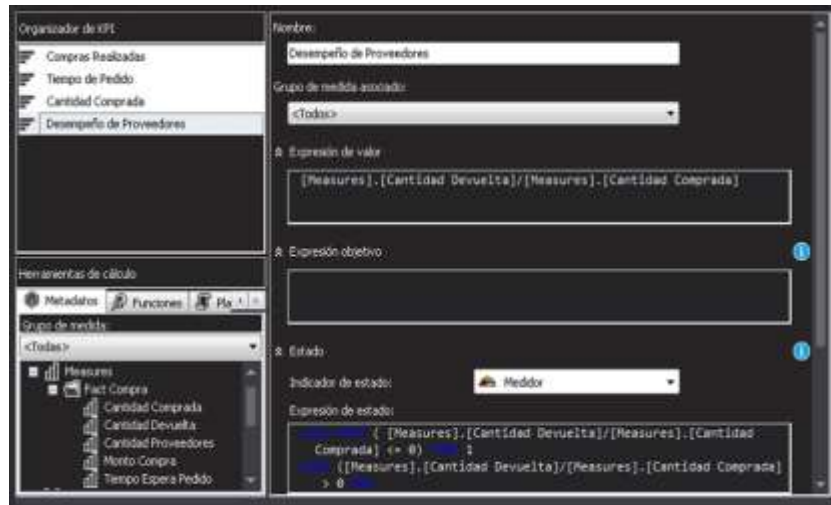 Organizador de KPI
Compras Realizadas
Tiempo de Pedido
Cantidad Comprada
Desempeño de Proveedores
Herramientas de cálculo
Metadatos
Funciones
Pla
Grupo de medida:
<Todas>
Measures
Fact Compra
Cantidad Comprada
Cantidad Devuelta
Cantidad Proveedores
Monto Compra
Tiempo Espera Pedido
Nombre:
Desempeño de Proveedores
Grupo de medida asociado:
<Todos>
Expresión de valor
[Measures].[Cantidad Devuelta]/[Measures].[Cantidad Comprada]
Expresión objetivo
Estado
Indicador de estado:
Medidor
Expresión de estado:
( [Measures].[Cantidad Devuelta]/[Measures].[Cantidad
Comprada] <= 0) 1
([Measures].[Cantidad Devuelta]/[Measures].[Cantidad Comprada]
> 0